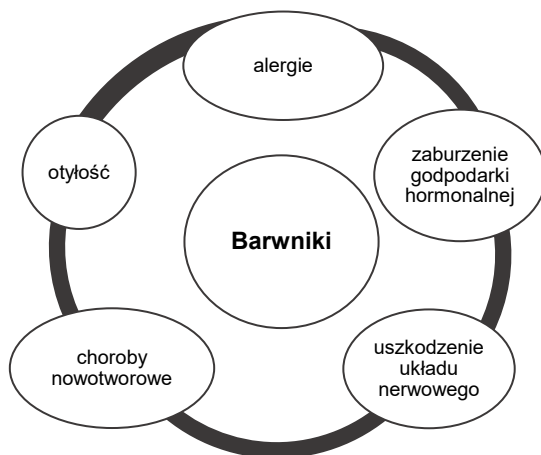 alergie
zaburzenie
godpodarki
hormonalnej
otyłość
Barwniki
uszkodzenie
układu
nerwowego
choroby
nowotworowe